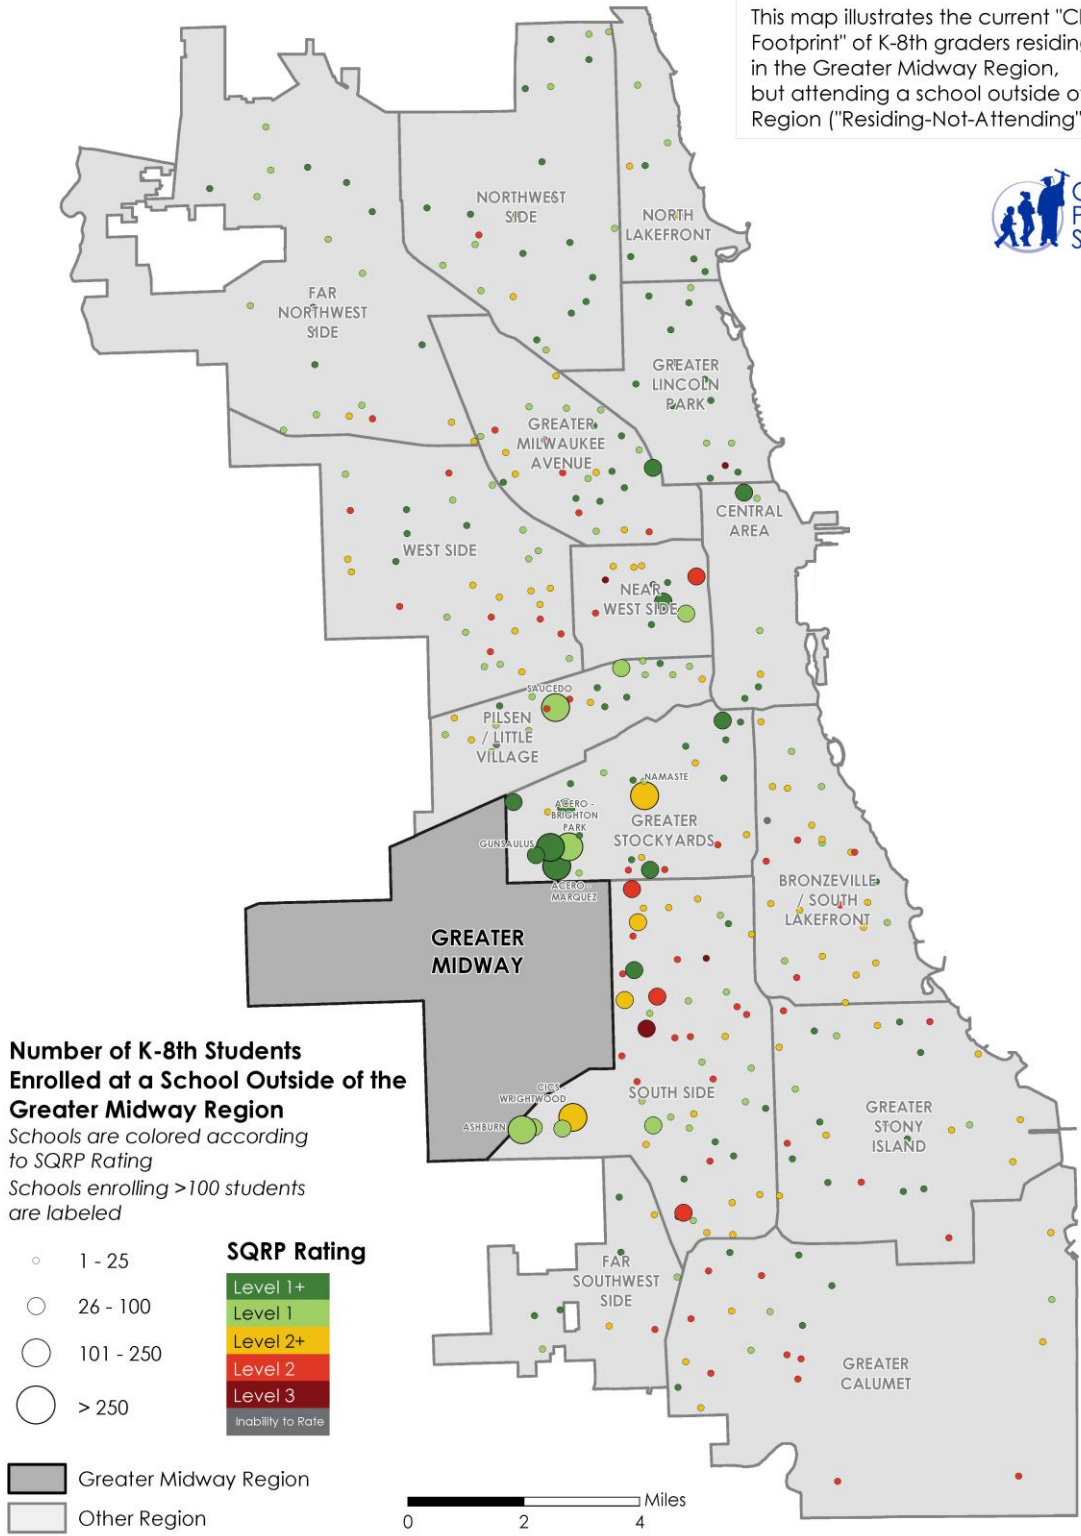 This map illustrates the current "Cl
Footprint" of K-8th graders residing
in the Greater Midway Region,
but attending a school outside of
Region ("Residing-Not-Attending"
NORTHWEST
SIDE
NORTH
LAKEFRONT
FAR
NORTHWEST
SIDE
GREATER
LINCOLN
PARK
GREATER
MILWAUKEE
AVENUE
CENTRAL
AREA
WEST SIDE
NEAR
WEST SIDE
SAUCEDO
PILSEN
/ LITTLE
VILLAGE
NAMASTE
ACERO -
BRIGHTON
PARK
GREATER
STOCKYARDS
GUNSAULUS
ACERO -
MARQUEZ
BRONZEVILLE
/ SOUTH
LAKEFRONT
GREATER
MIDWAY
Number of K-8th Students
Enrolled at a School Outside of the
Greater Midway Region
Schools are colored according
to SQRP Rating
Schools enrolling >100 students
are labeled
CICS -
WRIGHTWOOD
ASHBURN
SOUTH SIDE
GREATER
STONY
ISLAND
1 - 25
26 - 100
101 - 250
> 250
SQRP Rating
Level 1+
Level 1
Level 2+
Level 2
Level 3
Inability to Rate
FAR
SOUTHWEST
SIDE
GREATER
CALUMET
Greater Midway Region
Other Region
Miles
0 2 4